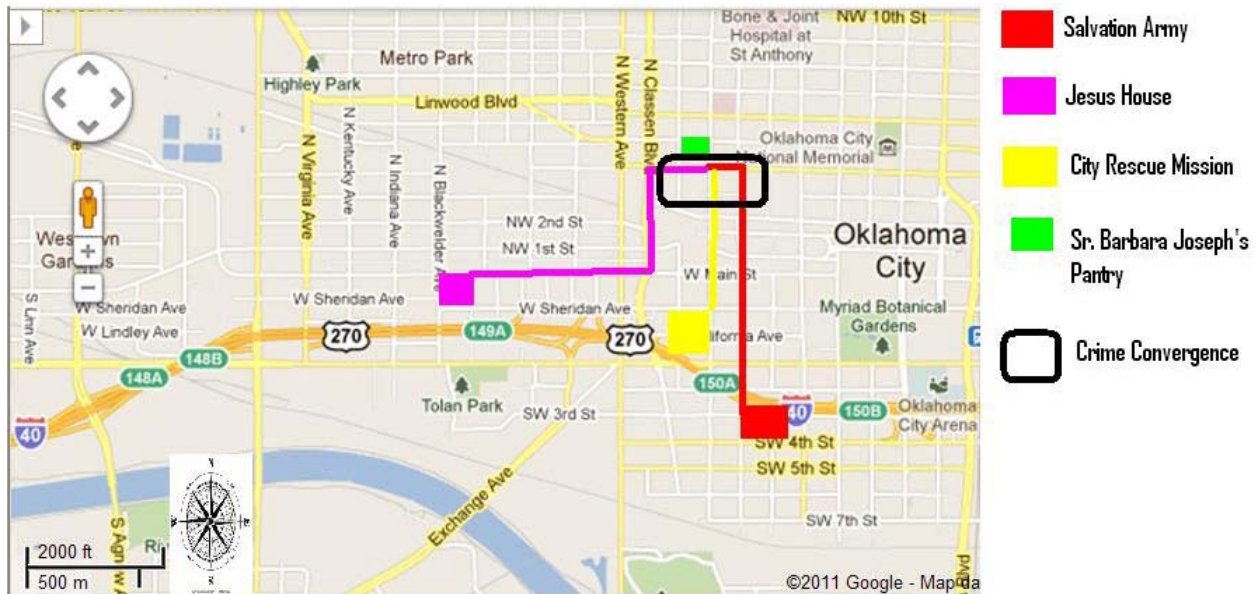 Bone & Joint
Hospital at
St Anthony
NW 10th St
Metro Park
Highley Park
Linwood Blvd
N Western Ave
N Classen Blv
Oklahoma City
National Memorial
N Virginia Ave
N Kentucky Ave
N Indiana Ave
N Blackwelder Ave
NW 2nd St
NW 1st St
Oklahoma
City
W Main St
W Sheridan Ave
W Sheridan Ave
W Sheridan Ave
Myriad Botanical
Gardens
W Lindley Ave
S Linn Ave
270
149A
270
148B
148A
150A
40
150B
Oklahoma
City Arena
Tolan Park
SW 3rd St
40
SW 4th St
SW 5th St
Exchange Ave
SW 7th St
2000 ft
500 m
©2011 Google - Map da
Salvation Army
Jesus House
City Rescue Mission
Sr. Barbara Joseph's
Pantry
Crime Convergence